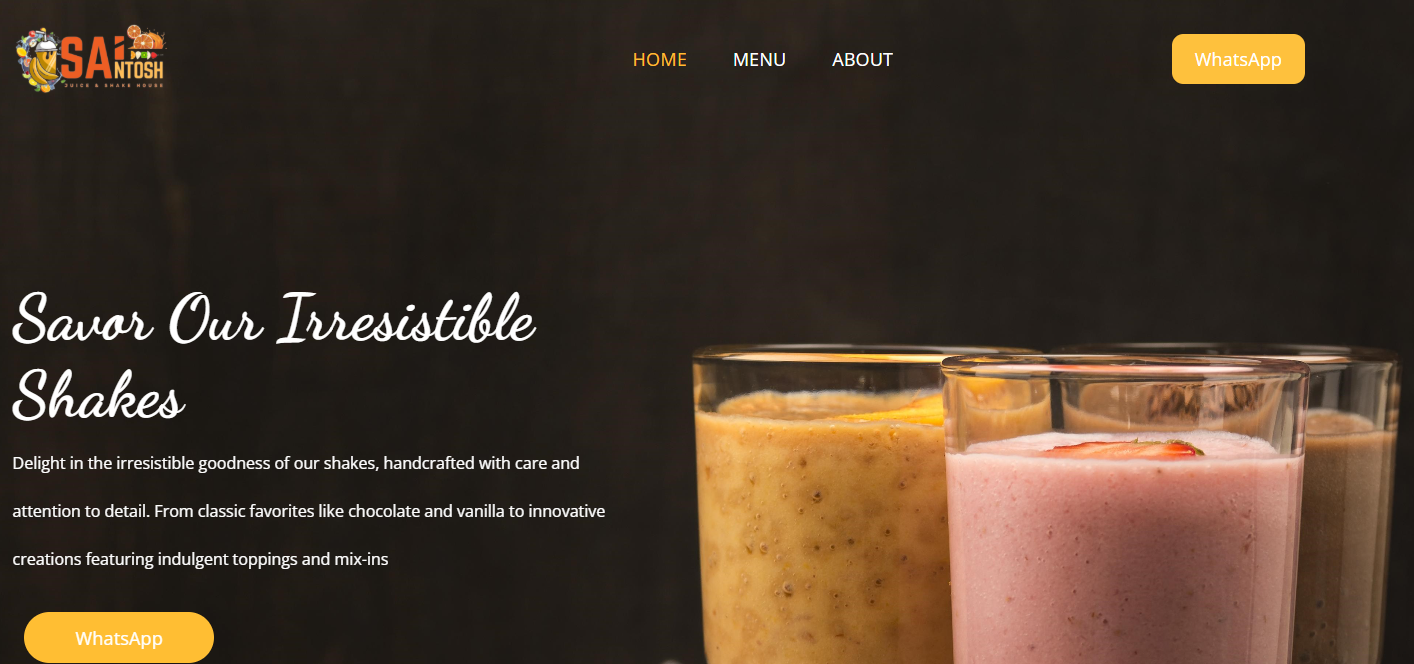 SAI
NTOSH
JUICE & SHAKE HOUSE
HOME MENU ABOUT WhatsApp
Savor Our Irresistible
Shakes
Delight in the irresistible goodness of our shakes, handcrafted with care and
attention to detail. From classic favorites like chocolate and vanilla to innovative
creations featuring indulgent toppings and mix-ins
WhatsApp